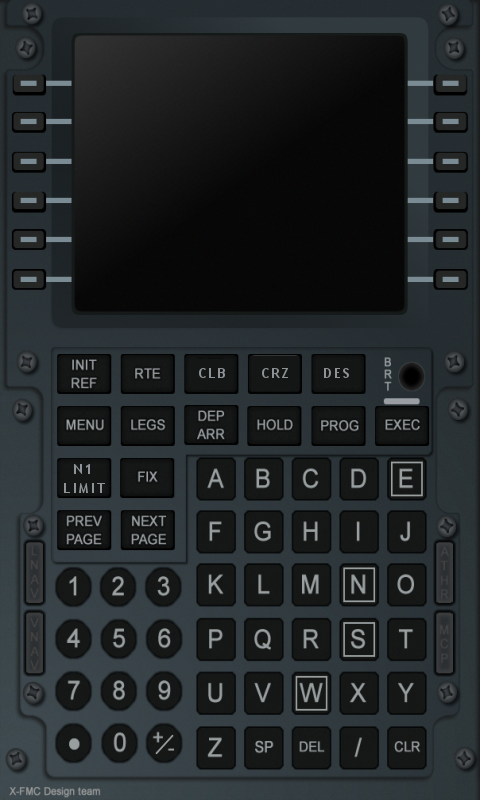 INIT REF
RTE
CLB
CRZ
DES
BRT
MENU
LEGS
DEP ARR
HOLD
PROG
EXEC
N1 LIMIT
FIX
A B C D E
PREV PAGE
NEXT PAGE
F G H I J
LNAV
ATHR
1 2 3
K L M N O
VNAV
MCP
4 5 6
P Q R S T
7 8 9
U V W X Y
• 0 +/-
Z SP DEL / CLR
X-FMC Design team